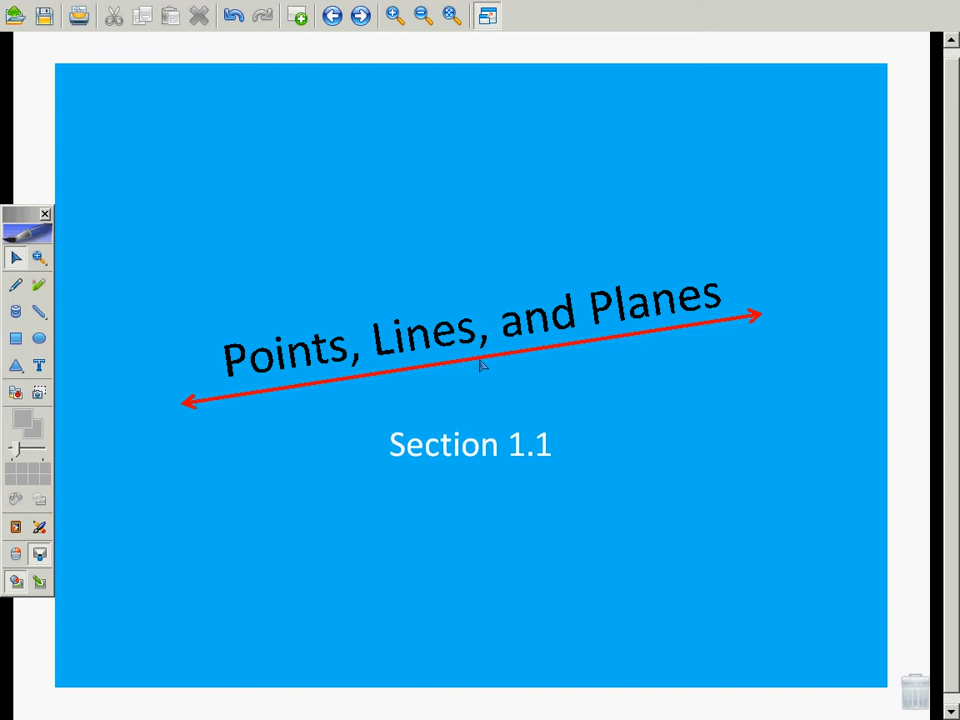 Points, Lines, and Planes
Section 1.1